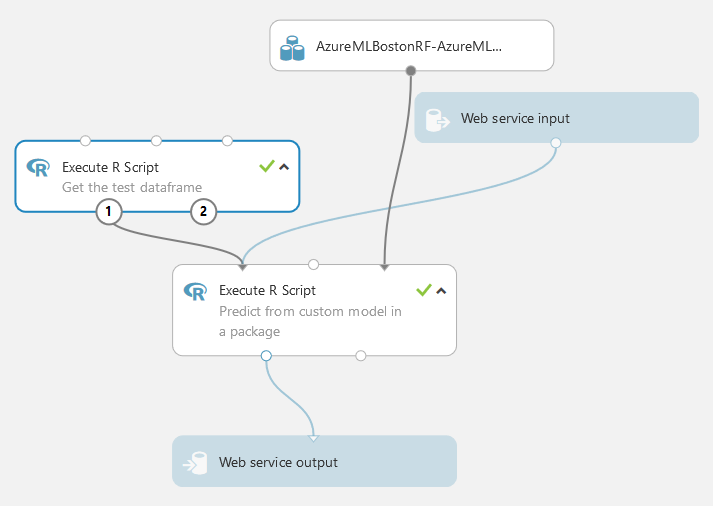 AzureMLBostonRF-AzureML...
Web service input
Execute R Script
Get the test dataframe
1
2
Execute R Script
Predict from custom model in
a package
Web service output